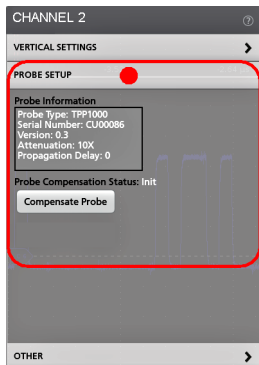 CHANNEL 2
?
VERTICAL SETTINGS
PROBE SETUP
Probe Information
Probe Type: TPP1000
Serial Number: CU00086
Version: 0.3
Attenuation: 10X
Propagation Delay: 0
Probe Compensation Status: Init
Compensate Probe
OTHER